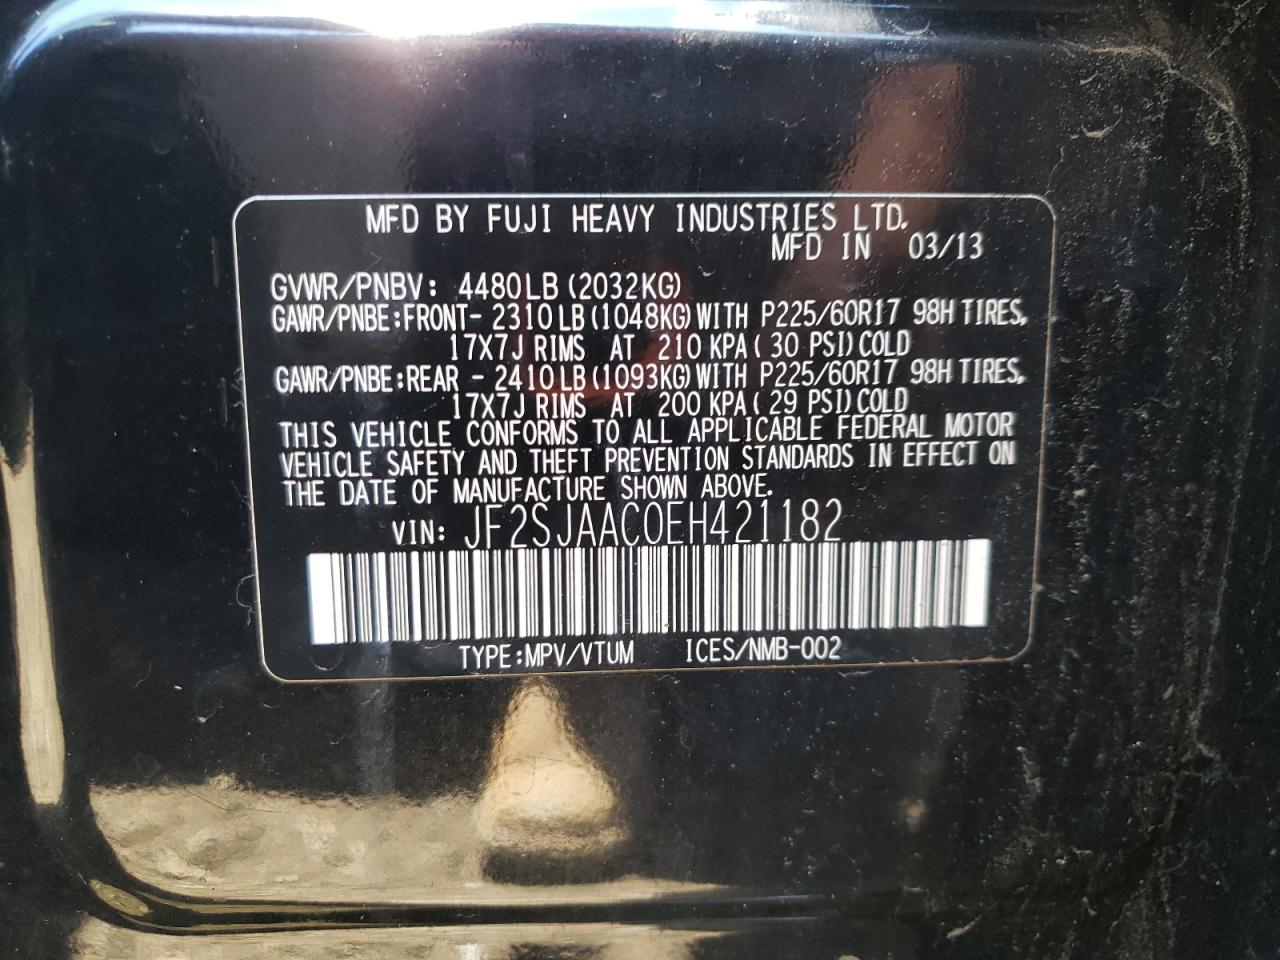 MFD BY FUJI HEAVY INDUSTRIES LTD.
MFD IN 03/13
GVWR/PNBV: 4480LB (2032KG)
GAWR/PNBE:FRONT- 2310 LB (1048KG) WITH P225/60R17 98H TIRES,
17X7J RIMS AT 210 KPA ( 30 PSI) COLD
GAWR/PNBE:REAR - 2410 LB (1093KG) WITH P225/60R17 98H TIRES,
17X7J RIMS AT 200 KPA ( 29 PSI) COLD
THIS VEHICLE CONFORMS TO ALL APPLICABLE FEDERAL MOTOR
VEHICLE SAFETY AND THEFT PREVENTION STANDARDS IN EFFECT ON
THE DATE OF MANUFACTURE SHOWN ABOVE.
VIN: JF2SJAAC0EH421182
TYPE:MPV/VTUM ICES/NMB-002